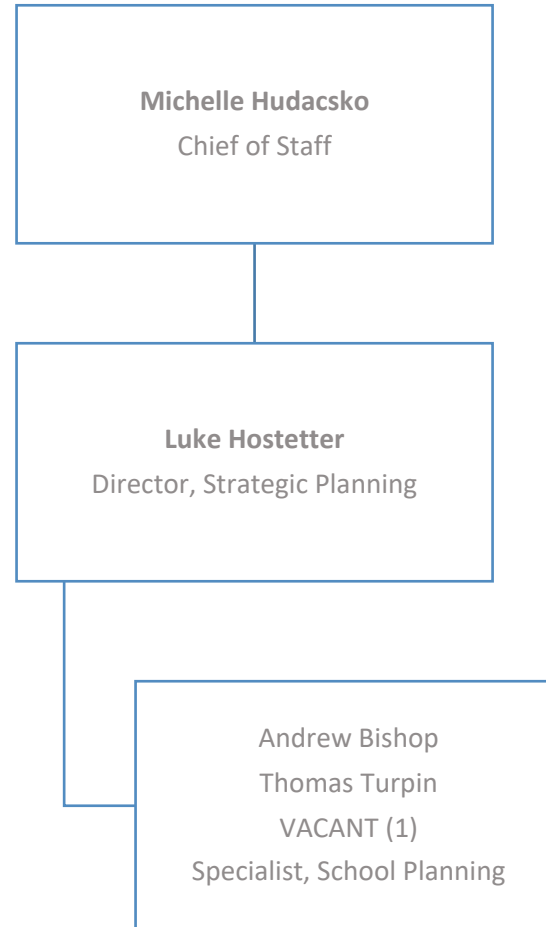 Michelle Hudacsko
Chief of Staff
Luke Hostetter
Director, Strategic Planning
Andrew Bishop
Thomas Turpin
VACANT (1)
Specialist, School Planning